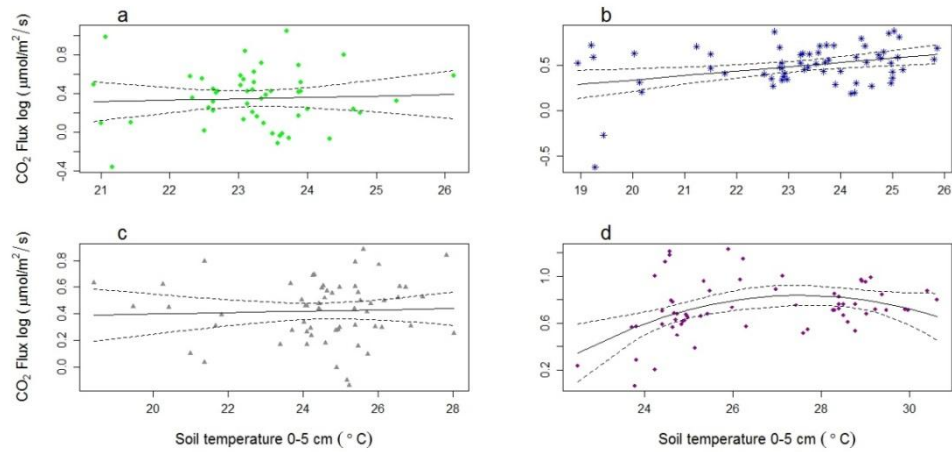 a
b
CO2 Flux log ( µmol/m²/s)
-0.4 0.0 0.4 0.8
-0.5 0.0 0.5
21 22 23 24 25 26
19 20 21 22 23 24 25 26
c
d
CO2 Flux log ( µmol/m²/s)
0.0 0.2 0.4 0.6 0.8
0.2 0.6 1.0
20 22 24 26 28
24 26 28 30
Soil temperature 0-5 cm ( ° C)
Soil temperature 0-5 cm ( ° C)